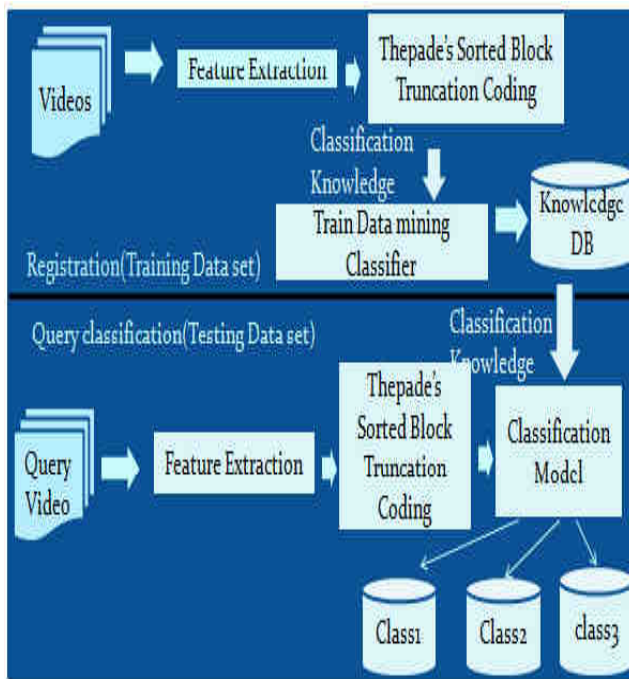 Videos
Feature Extraction
Thepade's Sorted Block
Truncation Coding
Classification
Knowledge
Train Data mining
Classifier
Knowledge
DB
Registration(Training Data set)
Query classification(Testing Data set)
Classification
Knowledge
Query
Video
Feature Extraction
Thepade's
Sorted Block
Truncation
Coding
Classification
Model
Class1
Class2
class3